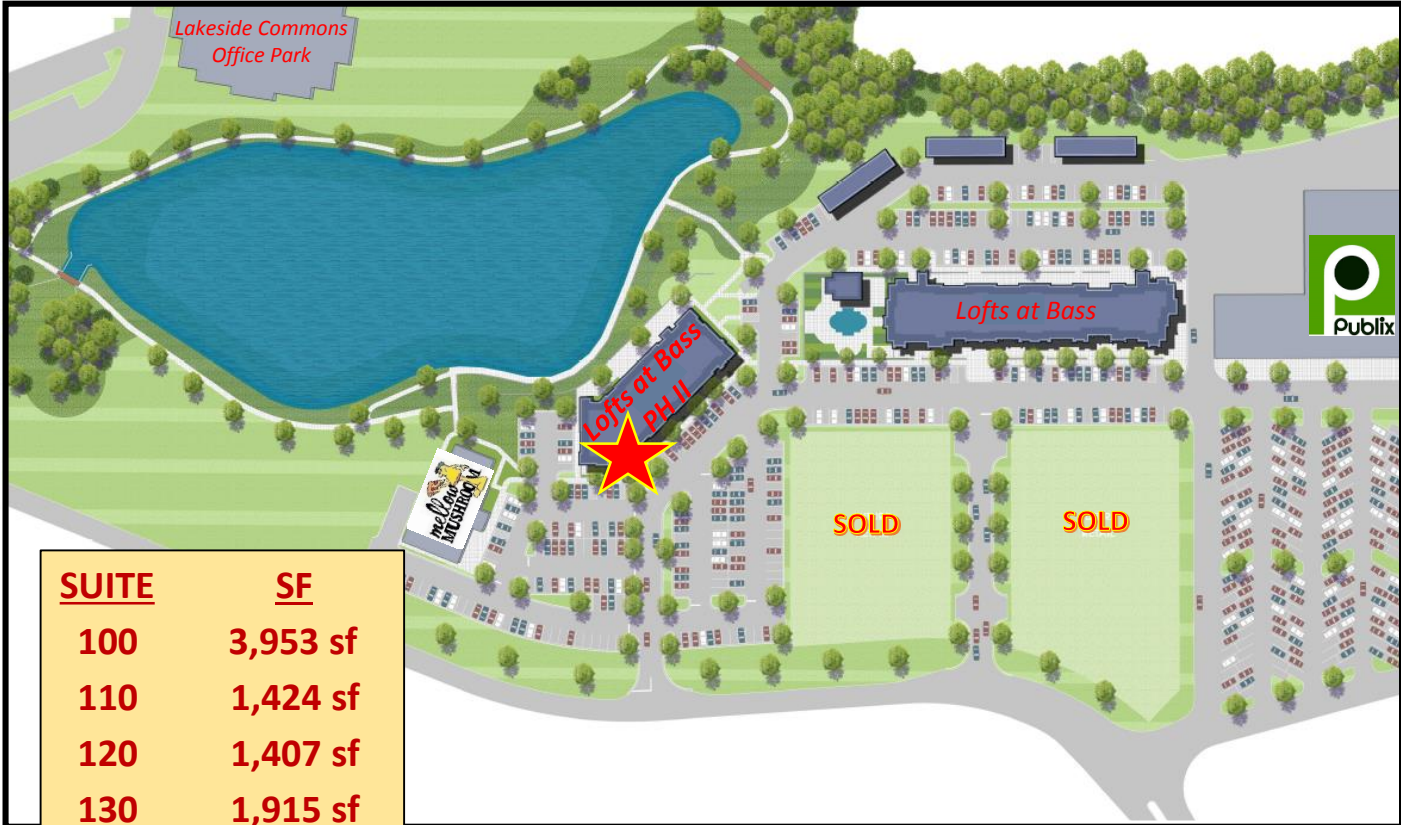 Lakeside Commons
Office Park
Lofts at Bass
Publix
Lofts at Bass
PH II
mellow
MUSHROOM
SOLD
SOLD
SUITE SF
100 3,953 sf
110 1,424 sf
120 1,407 sf
130 1,915 sf